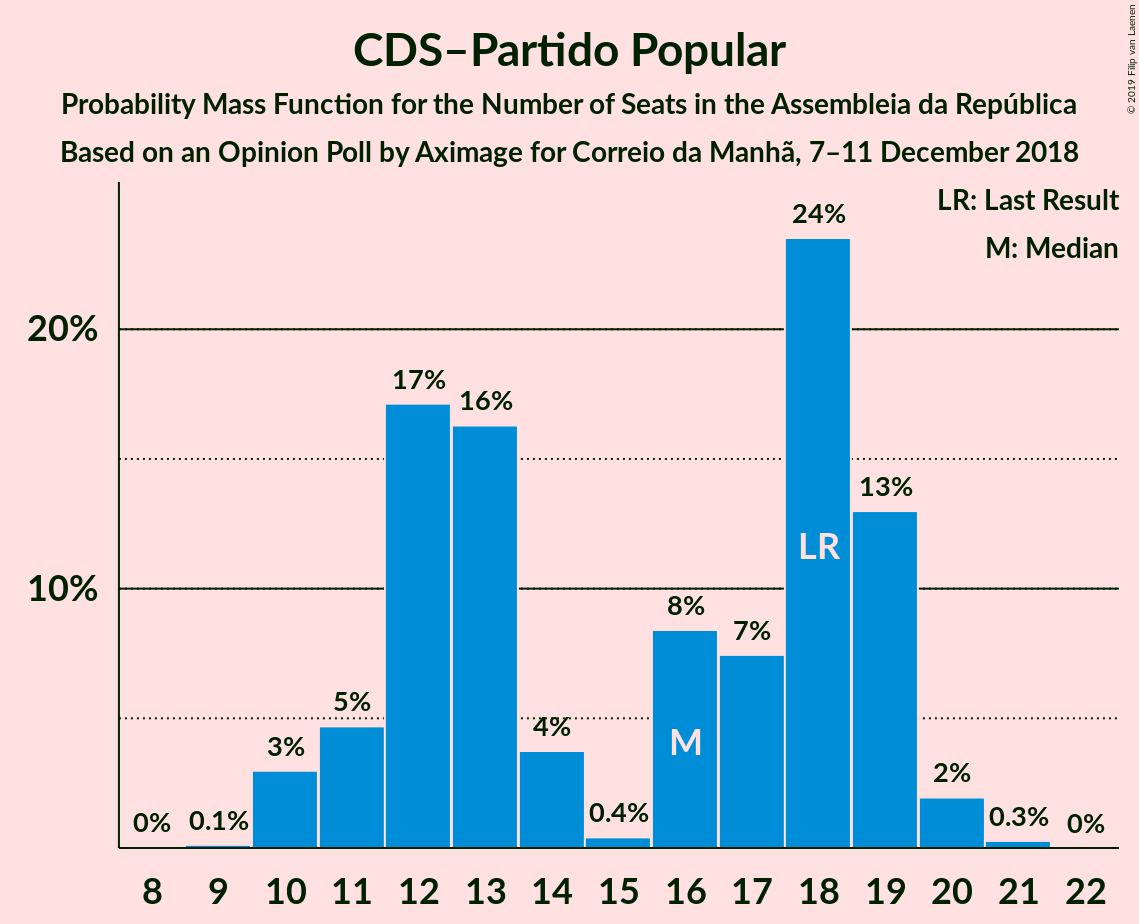 CDS–Partido Popular
Probability Mass Function for the Number of Seats in the Assembleia da República
Based on an Opinion Poll by Aximage for Correio da Manhã, 7–11 December 2018
© 2019 Filip van Laenen
LR: Last Result
M: Median
24%
20%
17%
16%
13%
LR
10%
8%
7%
5%
4%
M
3%
2%
0.4%
0.3%
0.1%
0%
0%
8 9 10 11 12 13 14 15 16 17 18 19 20 21 22